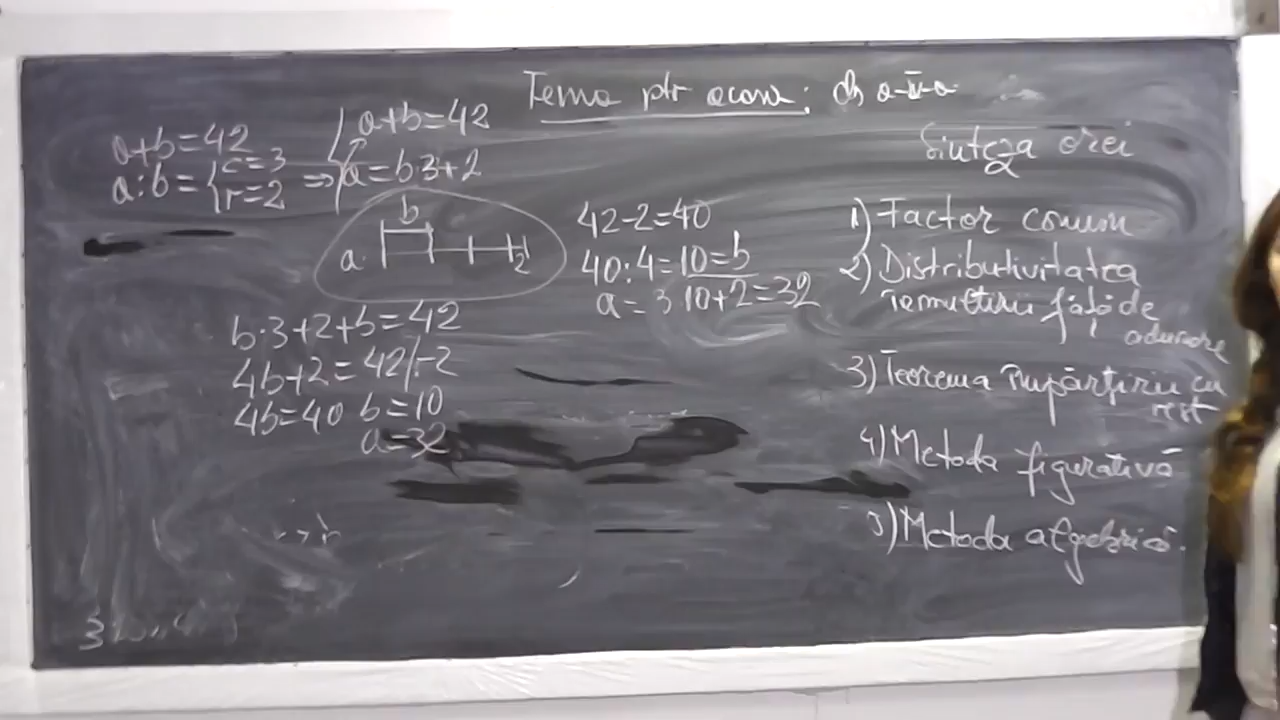 Tema ptr acasa:
a+b=42
a:b= {c=3
r=2
=> {a+b=42
a=b·3+2
b
a:
2
b·3+2+b=42
4b+2=42/-2
4b=40 b=10
a=32
42-2=40
40:4=10=b
a=3·10+2=32
Sinteza orei
1) Factor comun
2) Distributivitatea
înmulțirii față de
adunare
3) Teorema împărțirii cu
rest
4) Metoda figurativă
5) Metoda algebrică.